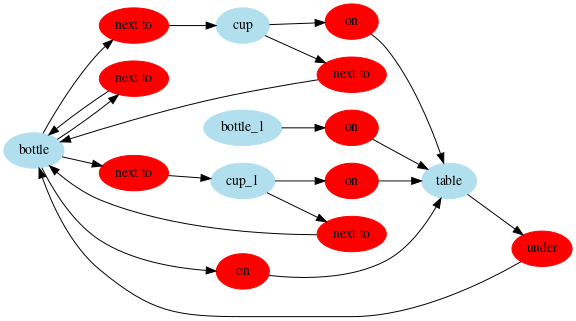 next to
cup
on
next to
next to
bottle_1
on
bottle
next to
cup_1
on
table
next to
on
under